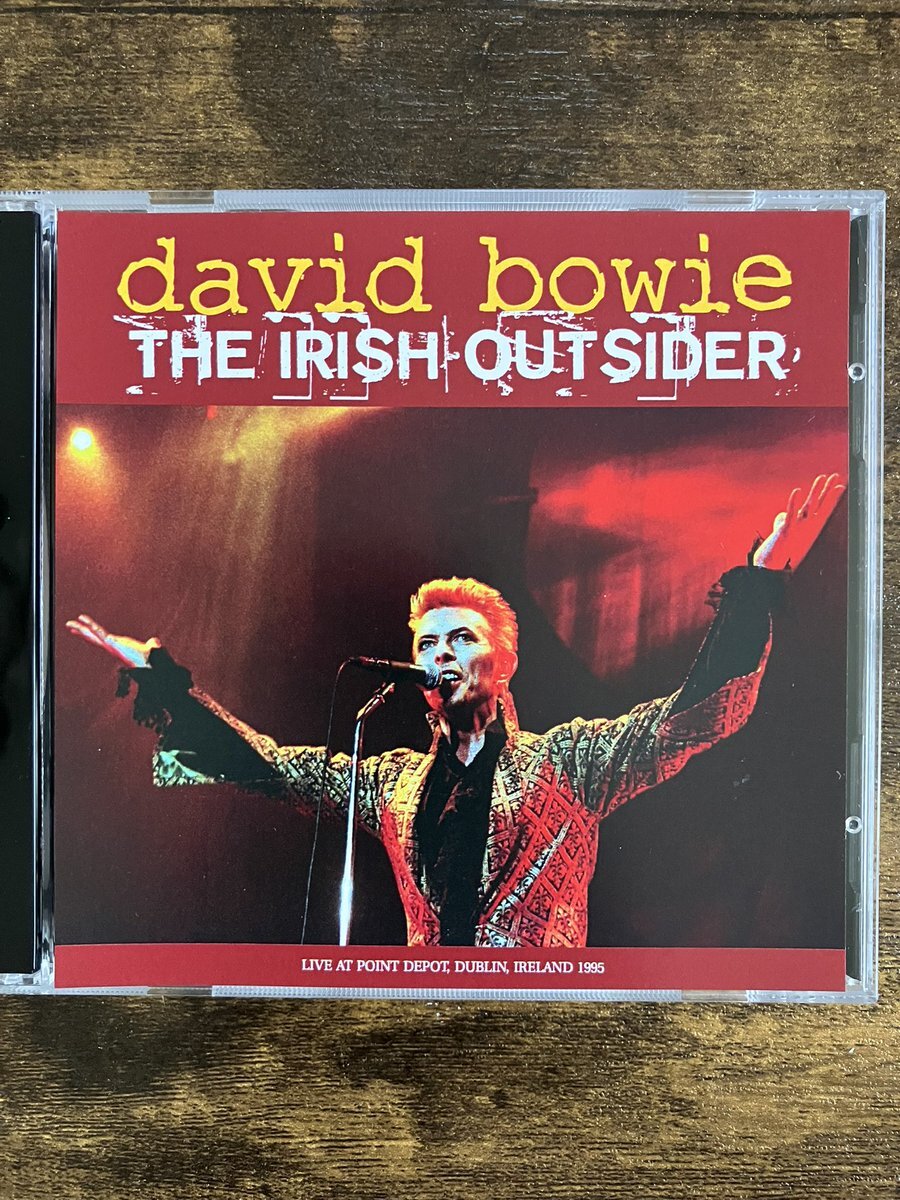 david bowie
THE IRISH OUTSIDER
LIVE AT POINT DEPOT, DUBLIN, IRELAND 1995